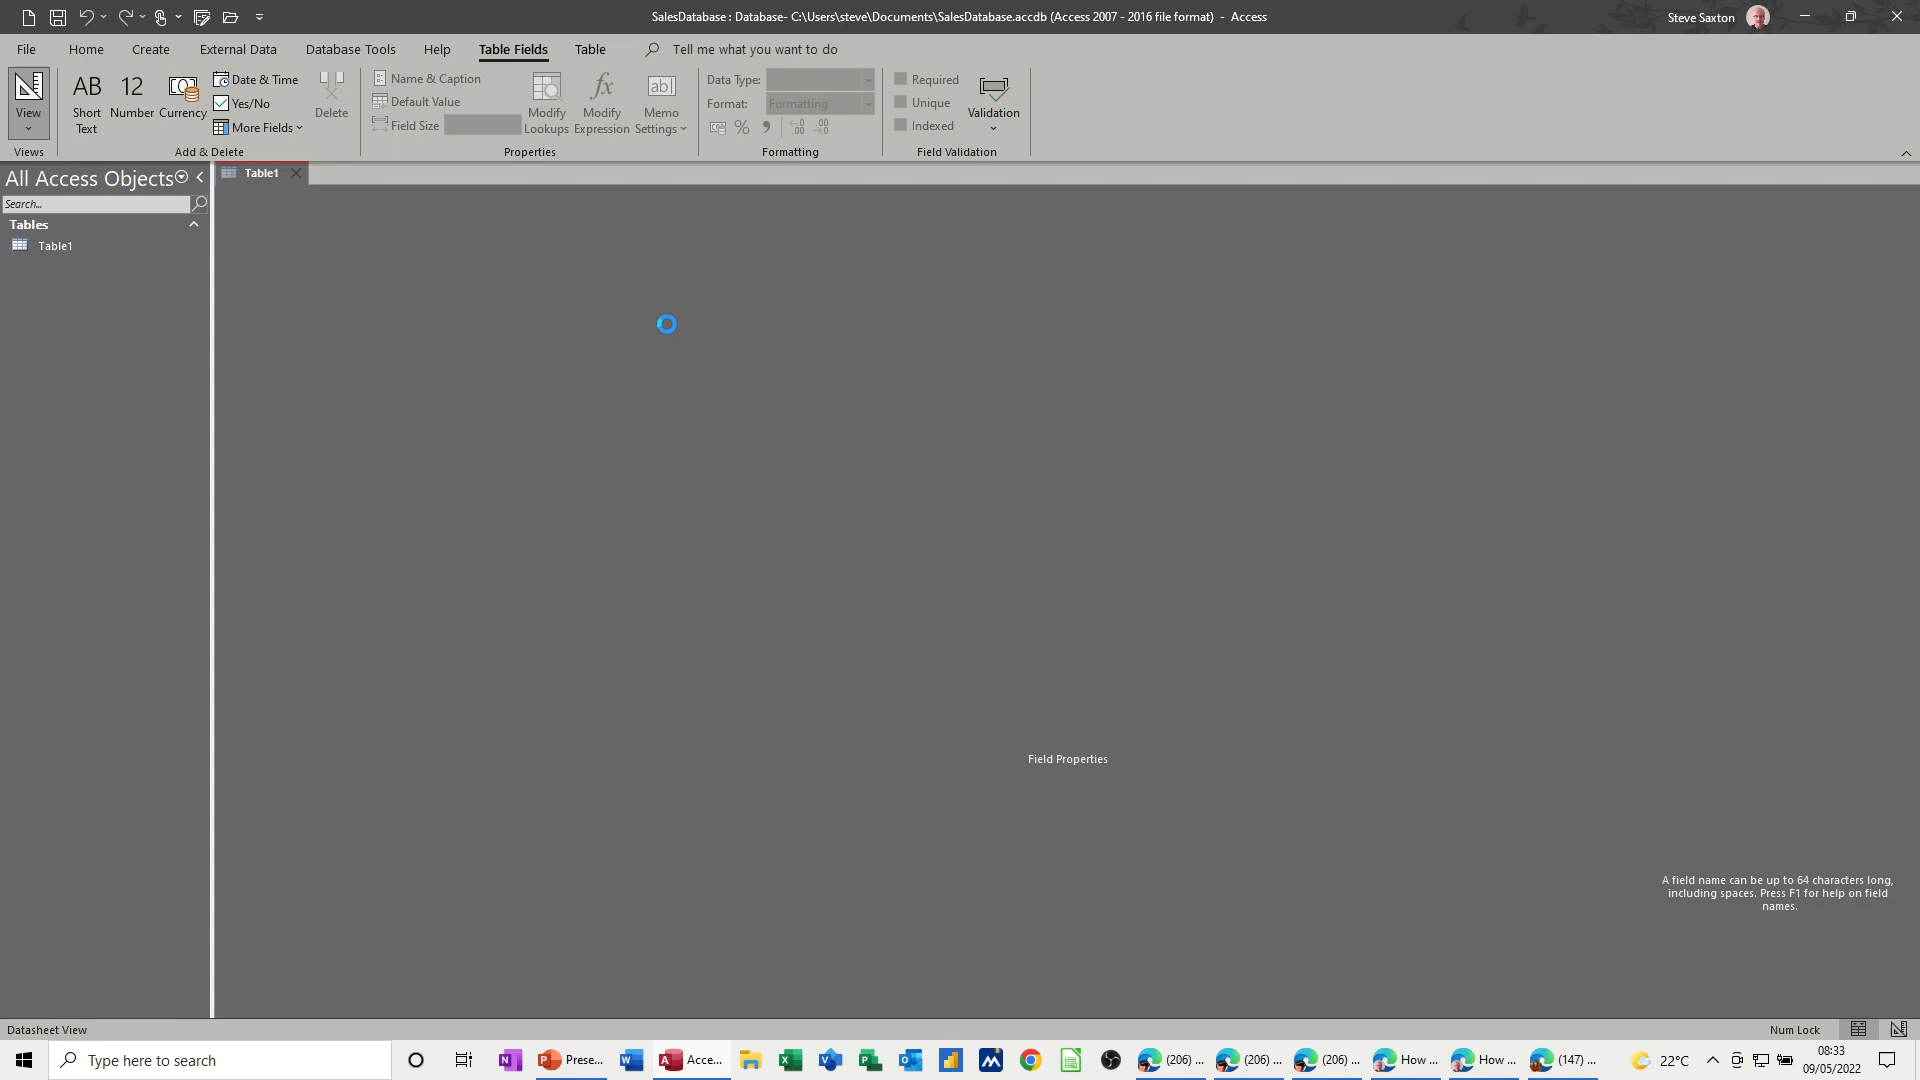 SalesDatabase : Database- C:\Users\steve\Documents\SalesDatabase.accdb (Access 2007 - 2016 file format) - Access
Steve Saxton
File Home Create External Data Database Tools Help Table Fields Table Tell me what you want to do
View
Views
AB
Short
Text
12
Number
Currency
Date & Time
Yes/No
More Fields
Delete
Add & Delete
Name & Caption
Default Value
Field Size
Modify
Lookups
fx
Modify
Expression
ab
Memo
Settings
Properties
Data Type:
Format: Formatting
% , .00
Formatting
Required
Unique
Indexed
Validation
Field Validation
All Access Objects
Search...
Tables
Table1
Table1
Field Properties
A field name can be up to 64 characters long,
including spaces. Press F1 for help on field
names.
Datasheet View
Num Lock
Type here to search
Prese...
Acce...
(206) ...
(206) ...
(206) ...
How ...
How ...
(147) ...
22°C
08:33
09/05/2022